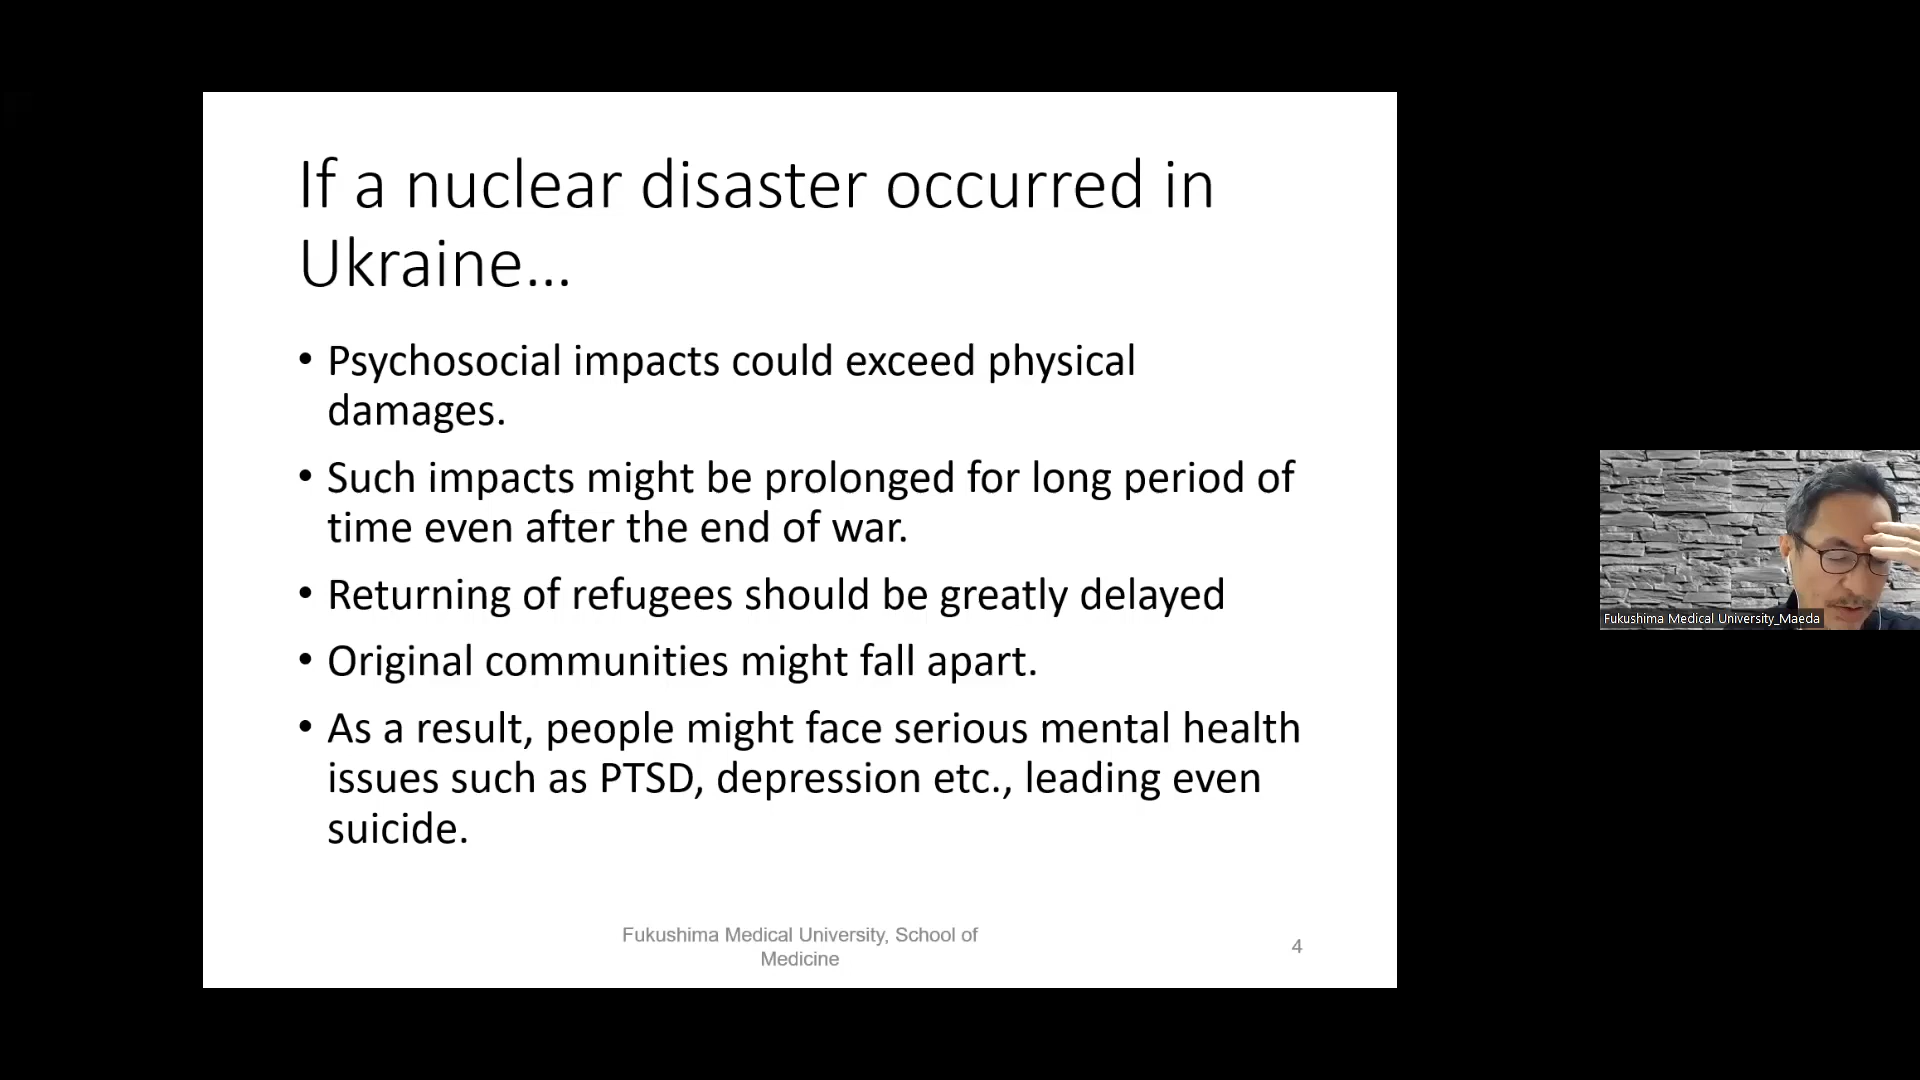 If a nuclear disaster occurred in
Ukraine...
• Psychosocial impacts could exceed physical
damages.
• Such impacts might be prolonged for long period of
time even after the end of war.
• Returning of refugees should be greatly delayed
• Original communities might fall apart.
• As a result, people might face serious mental health
issues such as PTSD, depression etc., leading even
suicide.
Fukushima Medical University, School of
Medicine
4
Fukushima Medical University_Maeda